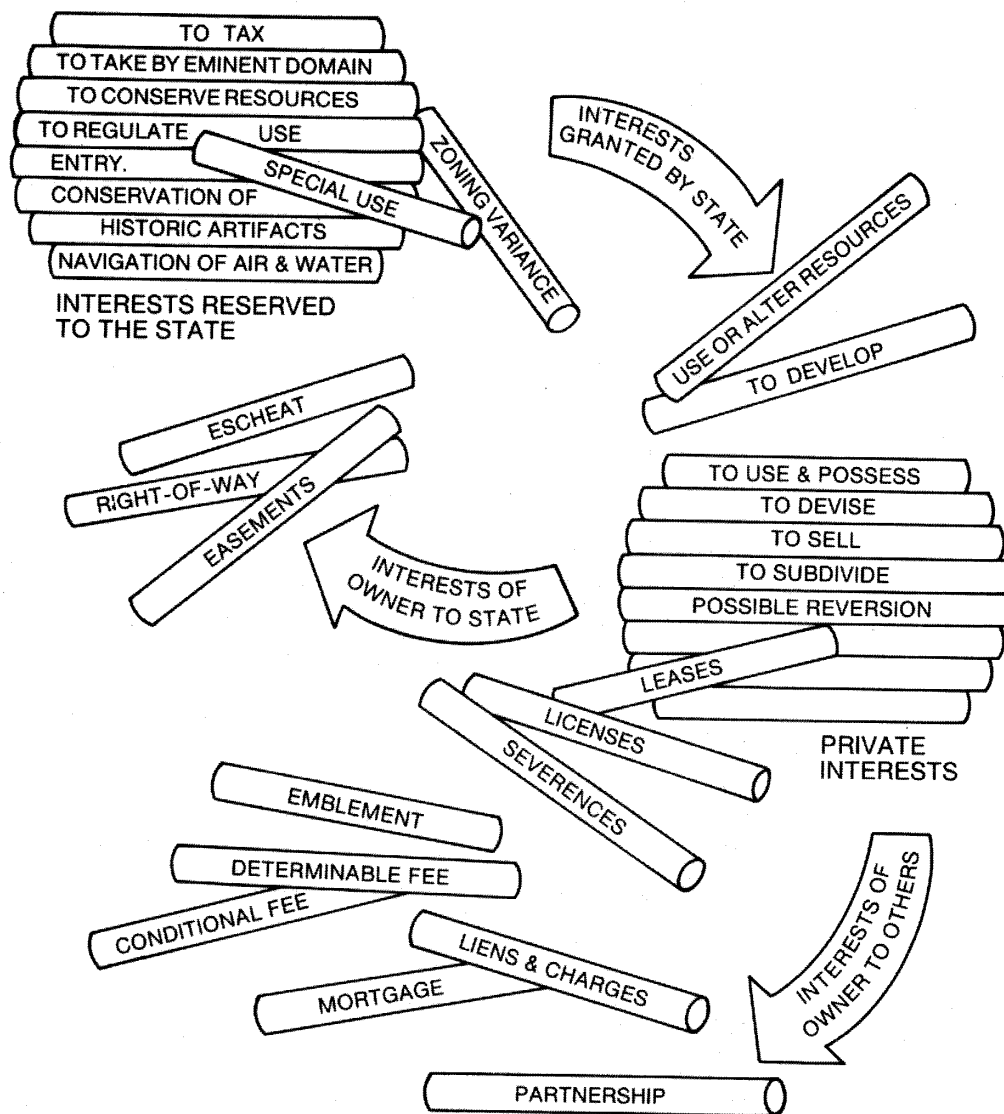 TO TAX
TO TAKE BY EMINENT DOMAIN
TO CONSERVE RESOURCES
TO REGULATE USE
ENTRY.
CONSERVATION OF
HISTORIC ARTIFACTS
NAVIGATION OF AIR & WATER
SPECIAL USE
ZONING VARIANCE
INTERESTS RESERVED
TO THE STATE
INTERESTS
GRANTED BY STATE
USE OR ALTER RESOURCES
TO DEVELOP
ESCHEAT
RIGHT-OF-WAY
EASEMENTS
INTERESTS OF
OWNER TO STATE
TO USE & POSSESS
TO DEVISE
TO SELL
TO SUBDIVIDE
POSSIBLE REVERSION
LEASES
LICENSES
SEVERENCES
PRIVATE
INTERESTS
EMBLEMENT
DETERMINABLE FEE
CONDITIONAL FEE
LIENS & CHARGES
MORTGAGE
INTERESTS OF
OWNER TO OTHERS
PARTNERSHIP